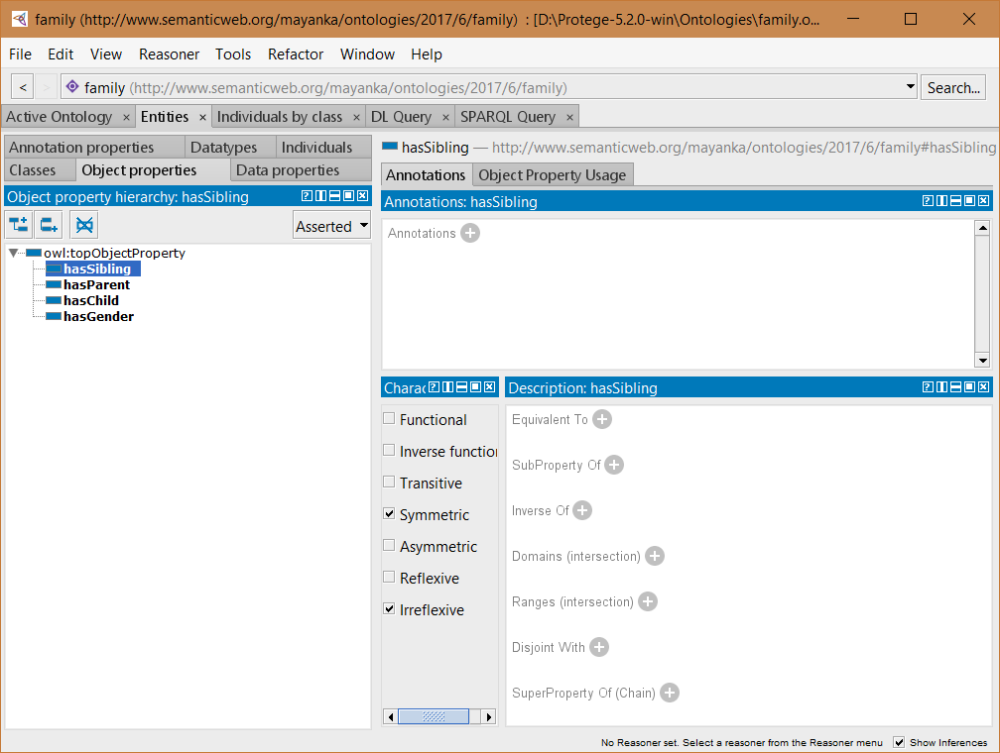 family (http://www.semanticweb.org/mayanka/ontologies/2017/6/family) : [D:\Protege-5.2.0-win\Ontologies\family.o...
File Edit View Reasoner Tools Refactor Window Help
< > family (http://www.semanticweb.org/mayanka/ontologies/2017/6/family) Search...
Active Ontology × Entities × Individuals by class × DL Query × SPARQL Query ×
Annotation properties Datatypes Individuals
Classes Object properties Data properties
Object property hierarchy: hasSibling
Asserted
owl:topObjectProperty
hasSibling
hasParent
hasChild
hasGender
hasSibling — http://www.semanticweb.org/mayanka/ontologies/2017/6/family#hasSibling
Annotations Object Property Usage
Annotations: hasSibling
Annotations
Charac
Functional
Inverse function
Transitive
Symmetric
Asymmetric
Reflexive
Irreflexive
Description: hasSibling
Equivalent To
SubProperty Of
Inverse Of
Domains (intersection)
Ranges (intersection)
Disjoint With
SuperProperty Of (Chain)
No Reasoner set. Select a reasoner from the Reasoner menu Show Inferences